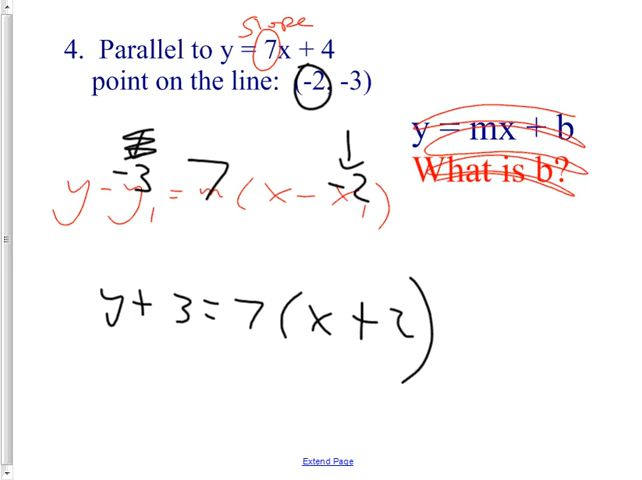 slope
4. Parallel to y = 7x + 4
point on the line: (-2, -3)
y = mx + b
What is b?
-3 7 -2
y - y₁ = m ( x - x₁ )
y + 3 = 7 ( x + 2 )
Extend Page